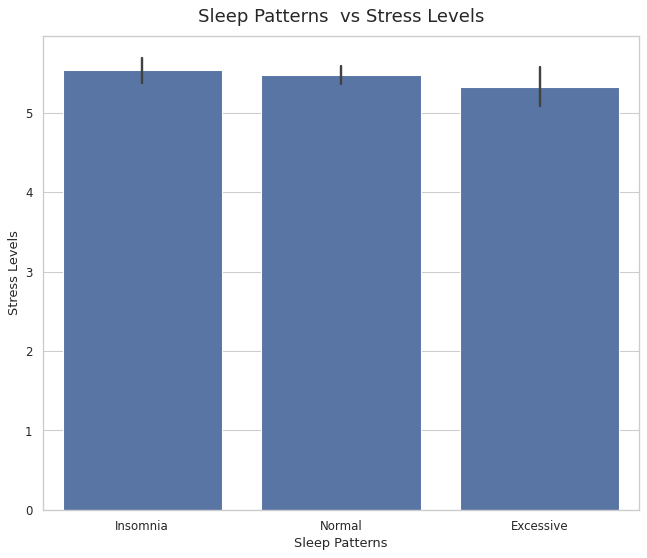 Sleep Patterns  vs Stress Levels
Stress Levels
5
4
3
2
1
0
Insomnia
Normal
Excessive
Sleep Patterns